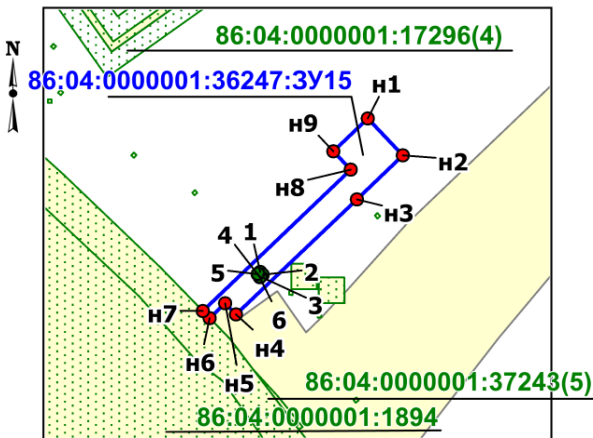 86:04:0000001:17296(4)
N
86:04:0000001:36247:ЗУ15
н1
н9
н2
н8
н3
4 1
5 2
3
6
н7
н4
н6
н5
86:04:0000001:37243(5)
86:04:0000001:1894